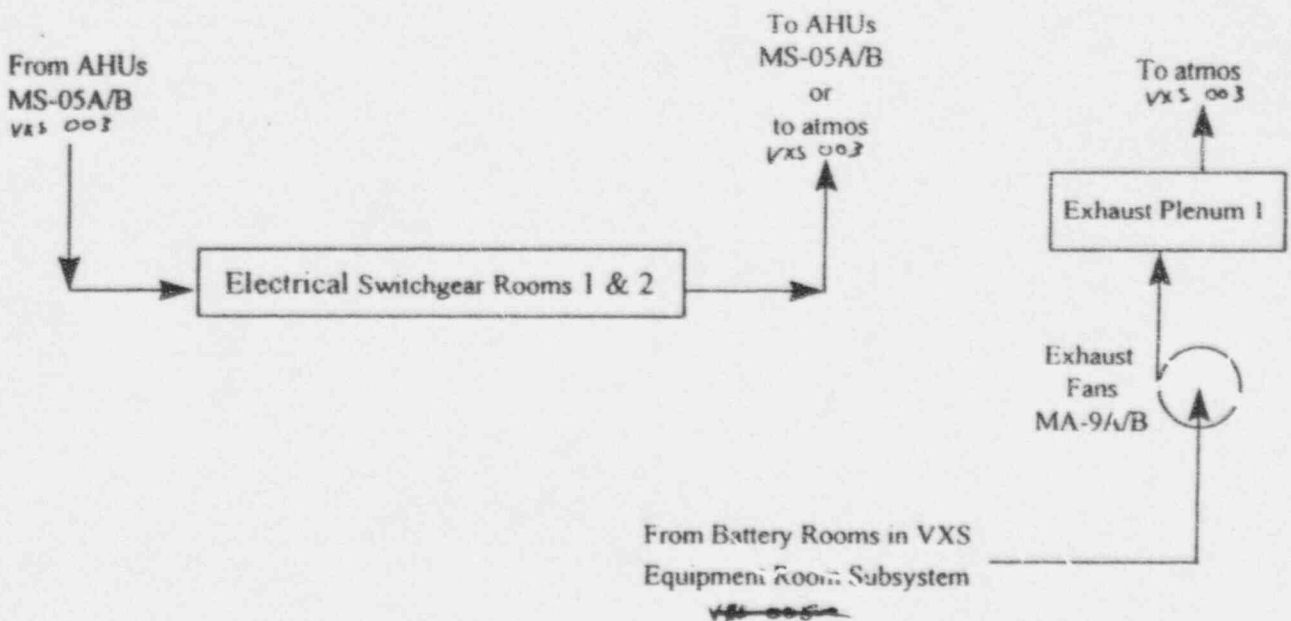 From AHUs
MS-05A/B
VXS 003
To AHUs
MS-05A/B
or
to atmos
VXS 003
To atmos
VXS 003
Exhaust Plenum 1
Electrical Switchgear Rooms 1 & 2
Exhaust
Fans
MA-9A/B
From Battery Rooms in VXS
Equipment Room Subsystem